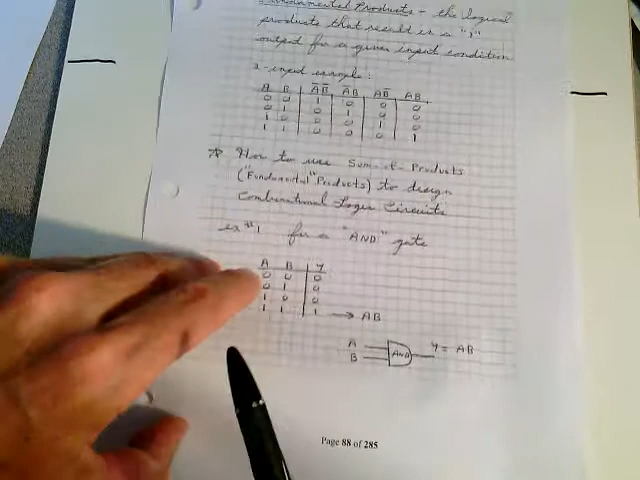 Fundamental Products - the logical
products that result in a "1"
output for a given input condition
2-input example:
A B A̅B̅ A̅B AB̅ AB
0 0 1 0 0 0
0 1 0 1 0 0
1 0 0 0 1 0
1 1 0 0 0 1
* How to use Sum-of-Products
("Fundamental" Products) to design
Combinational Logic Circuits
ex #1 for a "AND" gate
A B Y
0 0 0
0 1 0
1 0 0
1 1 1 → AB
A
B
AND
Y = AB
Page 88 of 285